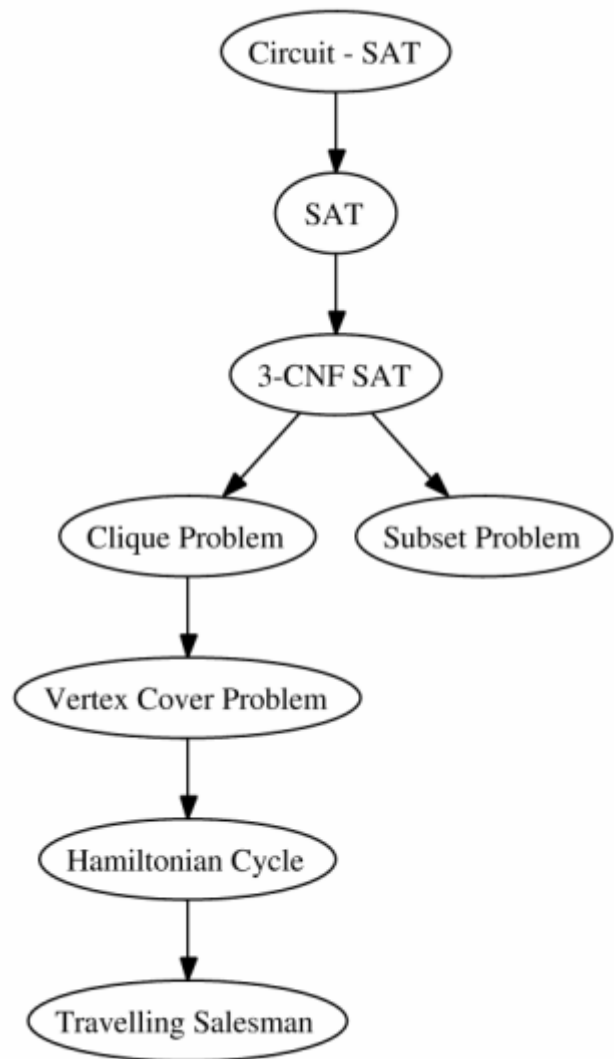 Circuit - SAT
SAT
3-CNF SAT
Clique Problem
Subset Problem
Vertex Cover Problem
Hamiltonian Cycle
Travelling Salesman